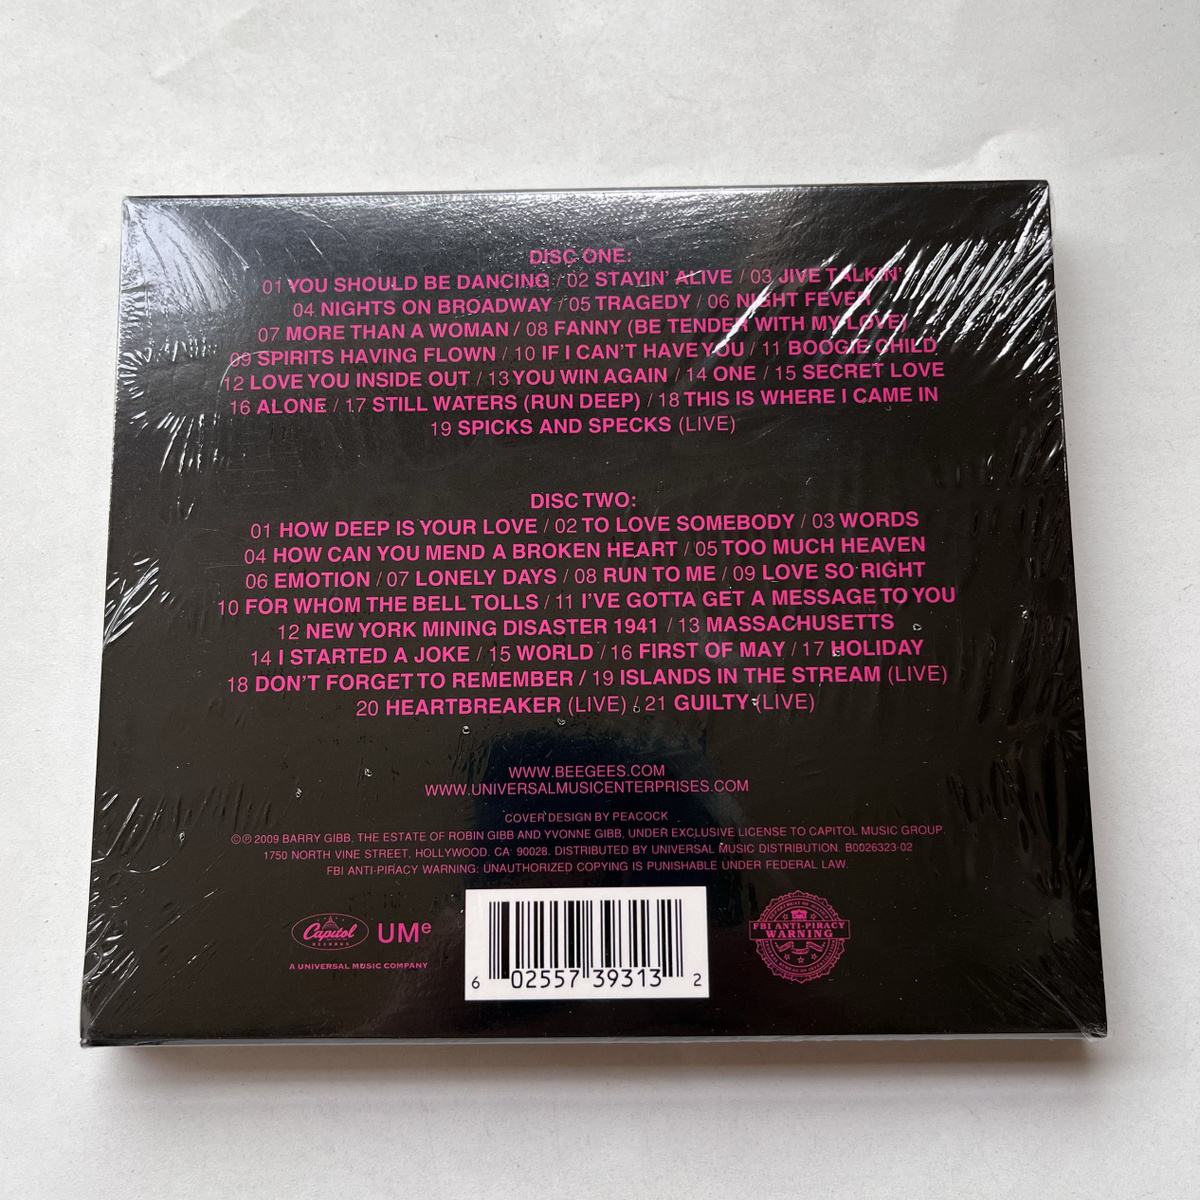 DISC ONE:
01 YOU SHOULD BE DANCING / 02 STAYIN' ALIVE / 03 JIVE TALKIN'
04 NIGHTS ON BROADWAY / 05 TRAGEDY / 06 NIGHT FEVER
07 MORE THAN A WOMAN / 08 FANNY (BE TENDER WITH MY LOVE)
09 SPIRITS HAVING FLOWN / 10 IF I CAN'T HAVE YOU / 11 BOOGIE CHILD
12 LOVE YOU INSIDE OUT / 13 YOU WIN AGAIN / 14 ONE / 15 SECRET LOVE
16 ALONE / 17 STILL WATERS (RUN DEEP) / 18 THIS IS WHERE I CAME IN
19 SPICKS AND SPECKS (LIVE)
DISC TWO:
01 HOW DEEP IS YOUR LOVE / 02 TO LOVE SOMEBODY / 03 WORDS
04 HOW CAN YOU MEND A BROKEN HEART / 05 TOO MUCH HEAVEN
06 EMOTION / 07 LONELY DAYS / 08 RUN TO ME / 09 LOVE SO RIGHT
10 FOR WHOM THE BELL TOLLS / 11 I'VE GOTTA GET A MESSAGE TO YOU
12 NEW YORK MINING DISASTER 1941 / 13 MASSACHUSETTS
14 I STARTED A JOKE / 15 WORLD / 16 FIRST OF MAY / 17 HOLIDAY
18 DON'T FORGET TO REMEMBER / 19 ISLANDS IN THE STREAM (LIVE)
20 HEARTBREAKER (LIVE) / 21 GUILTY (LIVE)
WWW.BEEGEES.COM
WWW.UNIVERSALMUSICENTERPRISES.COM
COVER DESIGN BY PEACOCK
© ℗ 2009 BARRY GIBB, THE ESTATE OF ROBIN GIBB AND YVONNE GIBB, UNDER EXCLUSIVE LICENSE TO CAPITOL MUSIC GROUP.
1750 NORTH VINE STREET, HOLLYWOOD. CA 90028. DISTRIBUTED BY UNIVERSAL MUSIC DISTRIBUTION. B0026323-02
FBI ANTI-PIRACY WARNING: UNAUTHORIZED COPYING IS PUNISHABLE UNDER FEDERAL LAW.
Capitol
RECORDS
UMe
A UNIVERSAL MUSIC COMPANY
6 02557 39313 2
FBI ANTI-PIRACY
WARNING